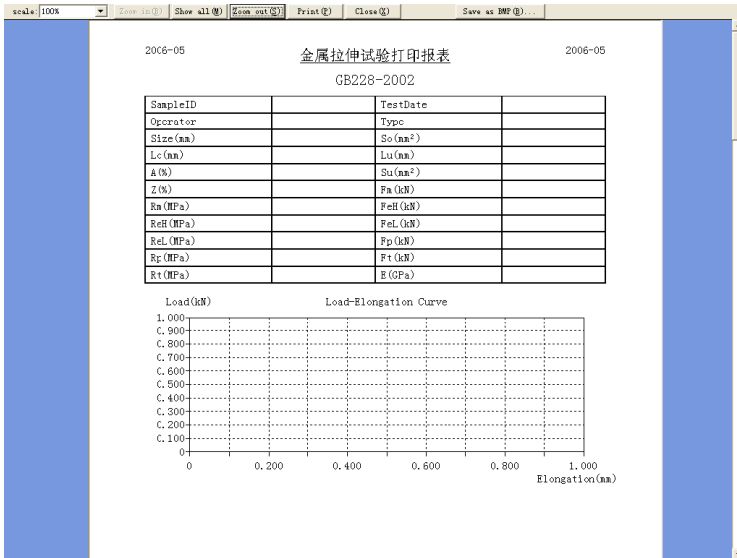 scale: 100% Zoom in(B) Show all(M) Zoom out(S) Print(P) Close(X) Save as BMP(B)...
2006-05 金属拉伸试验打印报表 2006-05
GB228-2002
SampleID TestDate
Operator Type
Size(mm) So(mm²)
Lo(mm) Lu(mm)
A(%) Su(mm²)
Z(%) Fm(kN)
Rm(MPa) FeH(kN)
ReH(MPa) FeL(kN)
ReL(MPa) Fp(kN)
Rp(MPa) Ft(kN)
Rt(MPa) E(GPa)
Load(kN) Load-Elongation Curve
1.000
0.900
0.800
0.700
0.600
0.500
0.400
0.300
0.200
0.100
0
0 0.200 0.400 0.600 0.800 1.000
Elongation(mm)